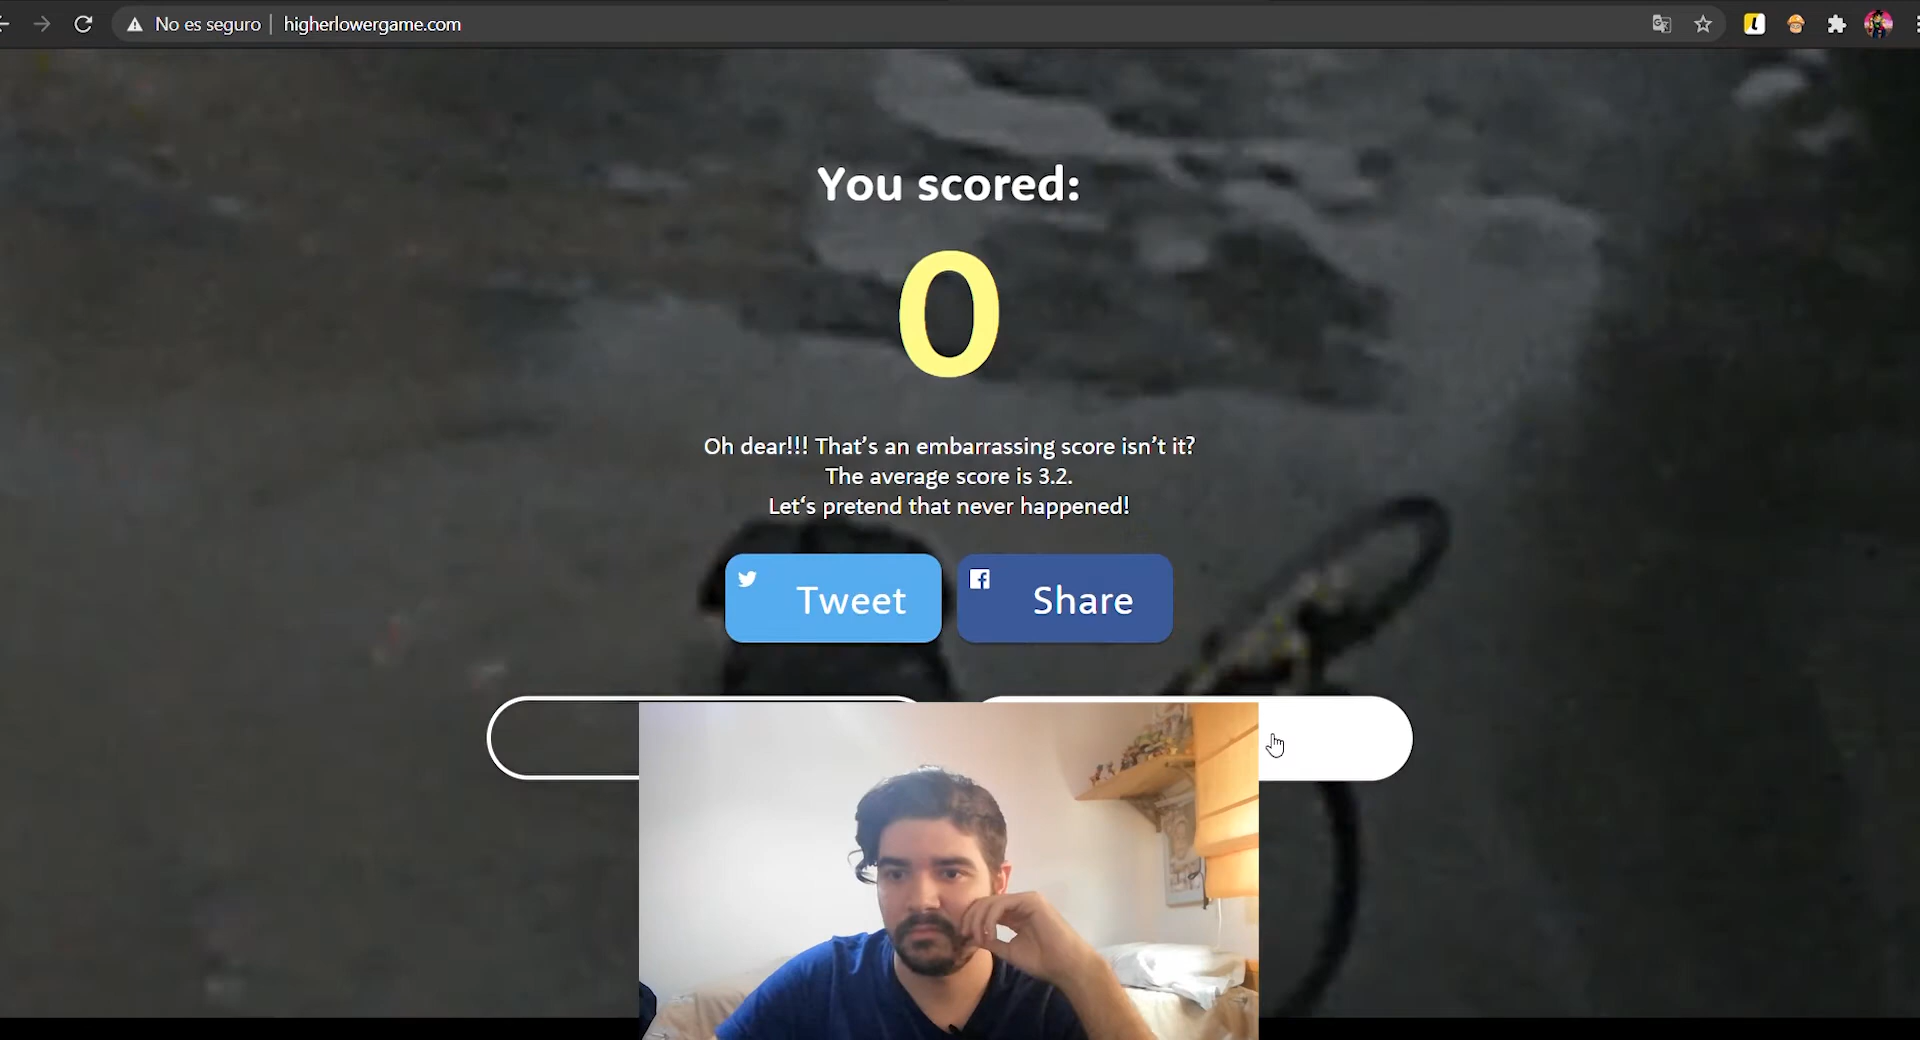 No es seguro | higherlowergame.com
You scored:
0
Oh dear!!! That's an embarrassing score isn't it?
The average score is 3.2.
Let's pretend that never happened!
Tweet
Share